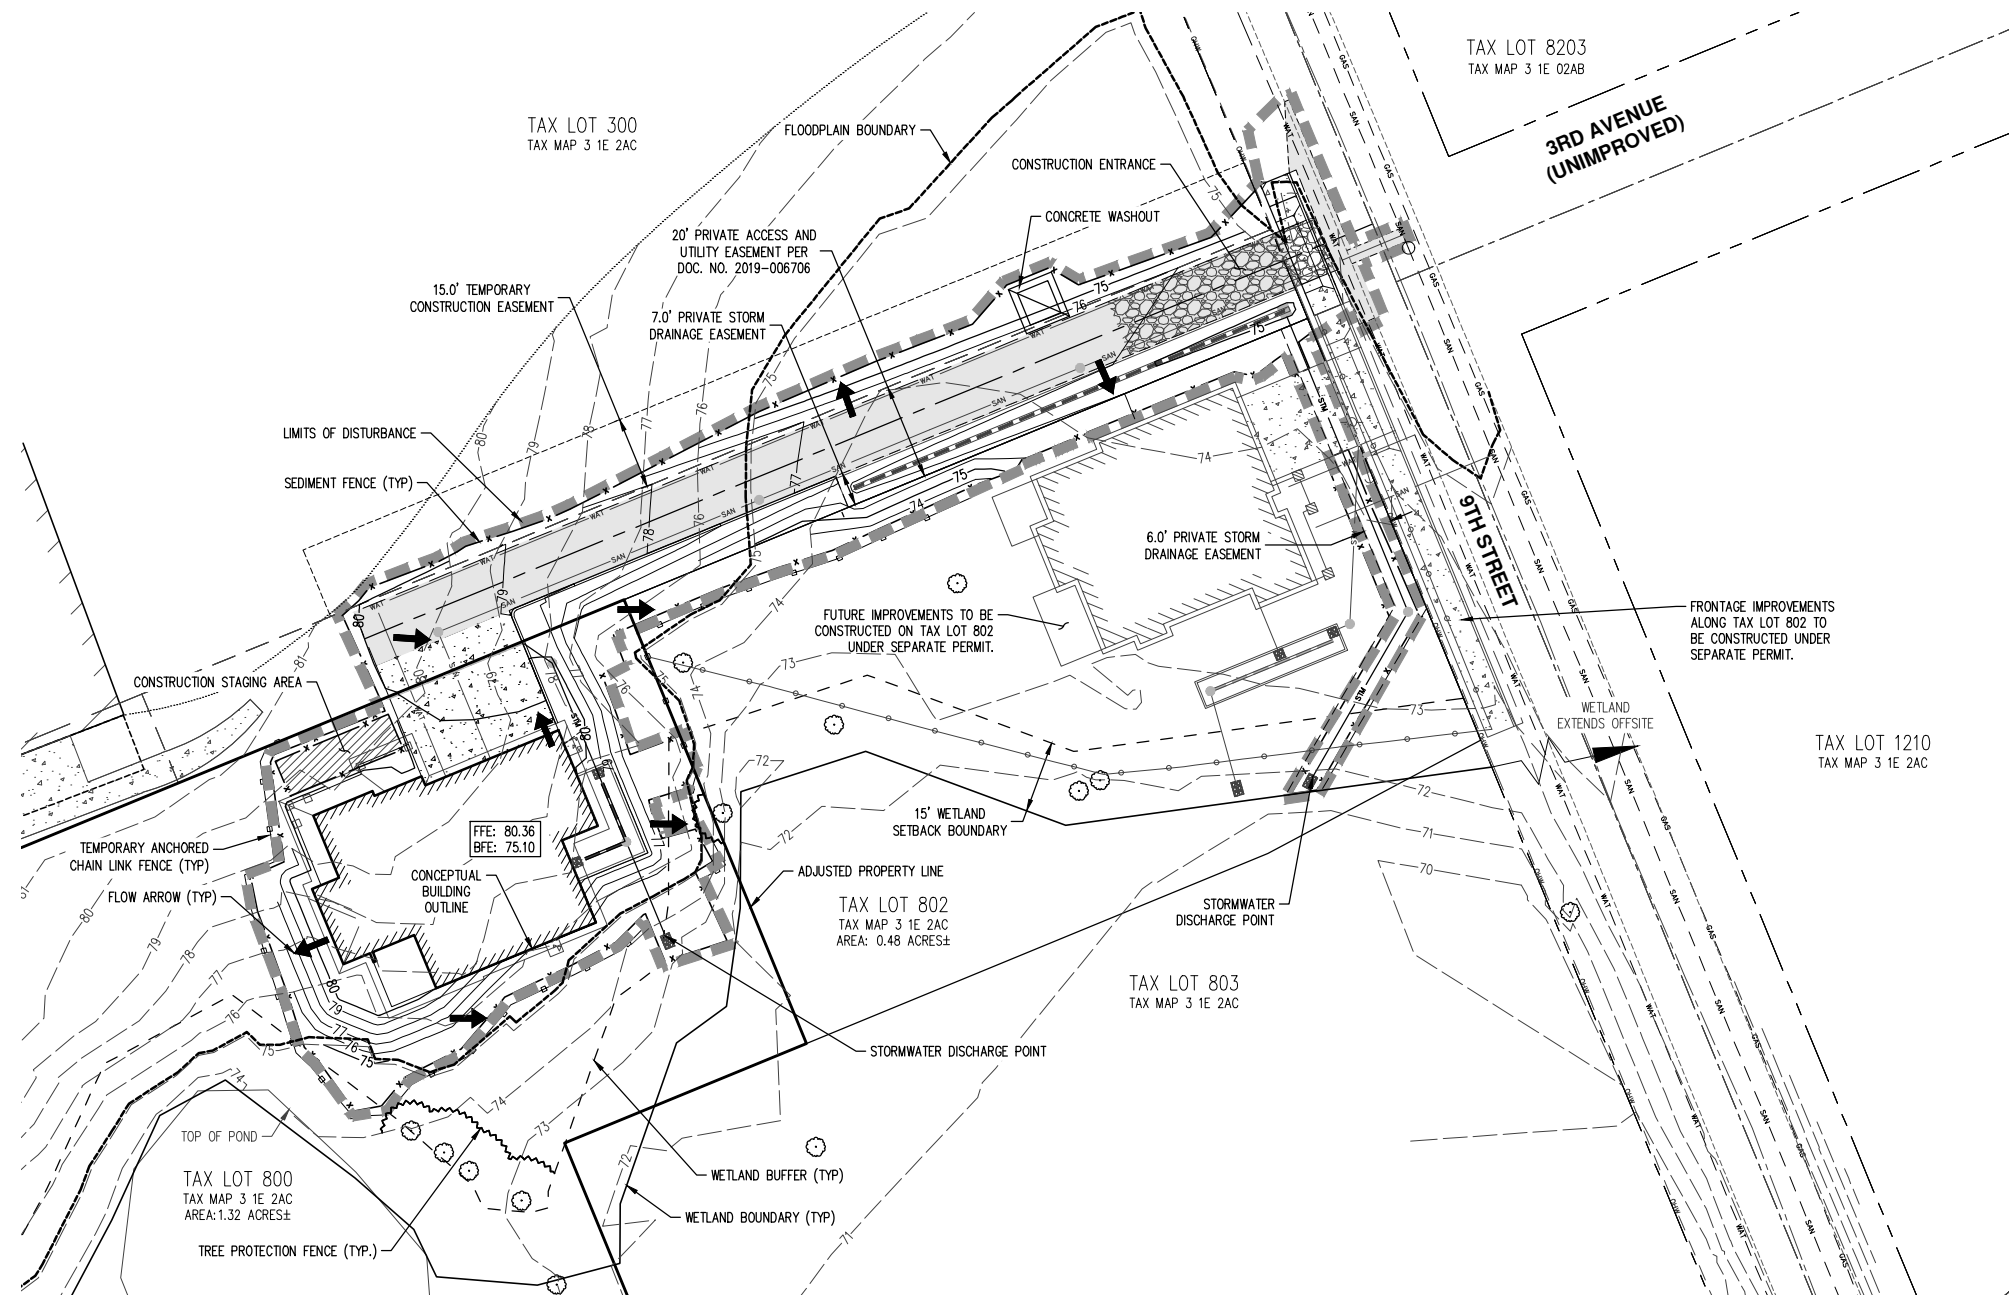 TAX LOT 8203
TAX MAP 3 1E 02AB
3RD AVENUE
(UNIMPROVED)
TAX LOT 300
TAX MAP 3 1E 2AC
FLOODPLAIN BOUNDARY
CONSTRUCTION ENTRANCE
CONCRETE WASHOUT
20' PRIVATE ACCESS AND
UTILITY EASEMENT PER
DOC. NO. 2019-006706
15.0' TEMPORARY
CONSTRUCTION EASEMENT
7.0' PRIVATE STORM
DRAINAGE EASEMENT
LIMITS OF DISTURBANCE
SEDIMENT FENCE (TYP)
6.0' PRIVATE STORM
DRAINAGE EASEMENT
9TH STREET
FUTURE IMPROVEMENTS TO BE
CONSTRUCTED ON TAX LOT 802
UNDER SEPARATE PERMIT.
FRONTAGE IMPROVEMENTS
ALONG TAX LOT 802 TO
BE CONSTRUCTED UNDER
SEPARATE PERMIT.
CONSTRUCTION STAGING AREA
WETLAND
EXTENDS OFFSITE
TAX LOT 1210
TAX MAP 3 1E 2AC
15' WETLAND
SETBACK BOUNDARY
FFE: 80.36
BFE: 75.10
TEMPORARY ANCHORED
CHAIN LINK FENCE (TYP)
FLOW ARROW (TYP)
CONCEPTUAL
BUILDING
OUTLINE
ADJUSTED PROPERTY LINE
TAX LOT 802
TAX MAP 3 1E 2AC
AREA: 0.48 ACRES±
STORMWATER
DISCHARGE POINT
TAX LOT 803
TAX MAP 3 1E 2AC
STORMWATER DISCHARGE POINT
TOP OF POND
TAX LOT 800
TAX MAP 3 1E 2AC
AREA: 1.32 ACRES±
WETLAND BUFFER (TYP)
WETLAND BOUNDARY (TYP)
TREE PROTECTION FENCE (TYP.)